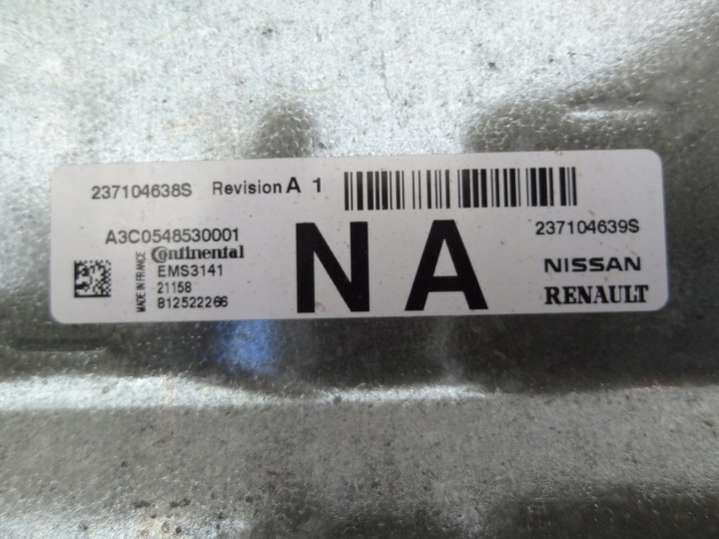 237104638S Revision A 1
A3C0548530001
Continental
EMS3141
21158
812522266
MADE IN FRANCE
NA
237104639S
NISSAN
RENAULT